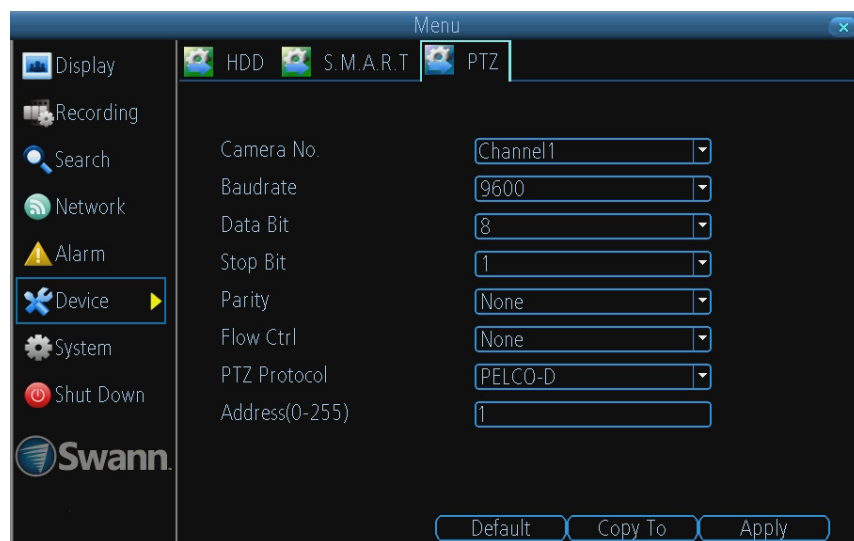 Menu
Display
Recording
Search
Network
Alarm
Device
System
Shut Down
Swann.
HDD S.M.A.R.T PTZ
Camera No. Channel1
Baudrate 9600
Data Bit 8
Stop Bit 1
Parity None
Flow Ctrl None
PTZ Protocol PELCO-D
Address(0-255) 1
Default Copy To Apply